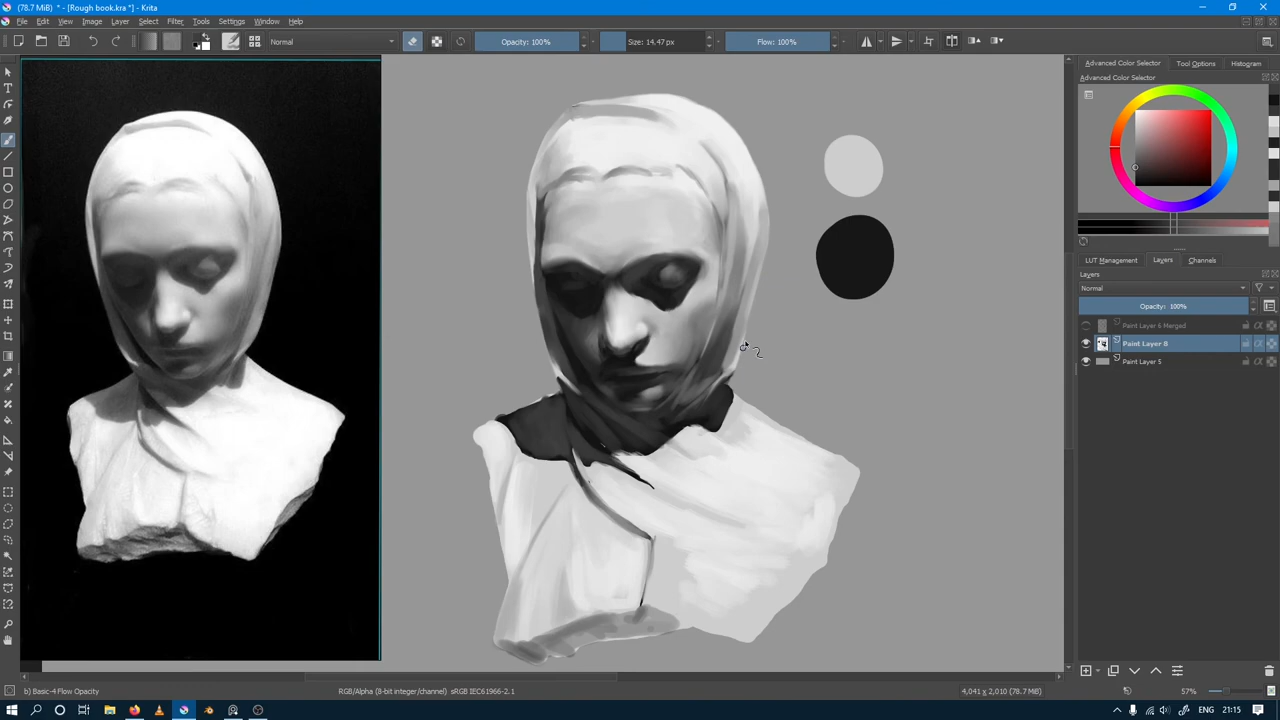 (78.7 MiB) * - [Rough book.kra *] - Krita
File Edit View Image Layer Select Filter Tools Settings Window Help
Normal
Opacity: 100%
Size: 14.47 px
Flow: 100%
Advanced Color Selector
Tool Options
Histogram
Advanced Color Selector
LUT Management
Layers
Channels
Layers
Normal
Opacity: 100%
Paint Layer 6 Merged
Paint Layer 8
Paint Layer 5
b) Basic-4 Flow Opacity
RGB/Alpha (8-bit integer/channel) sRGB IEC61966-2.1
4,041 x 2,010 (78.7 MiB)
57%
ENG
21:15